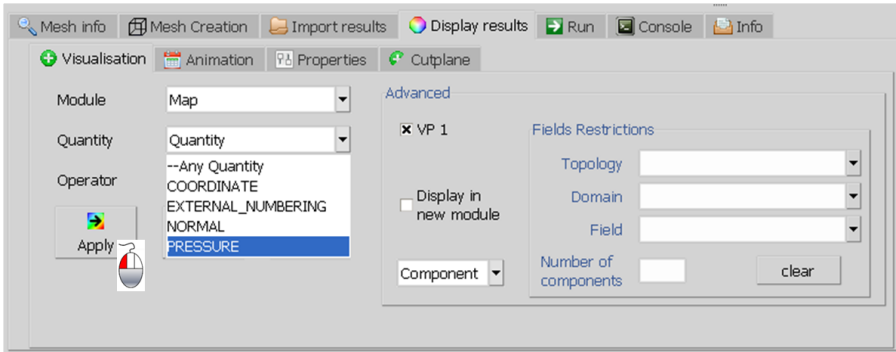 Mesh info Mesh Creation Import results Display results Run Console Info
Visualisation Animation Properties Cutplane
Module Map
Quantity Quantity
--Any Quantity
COORDINATE
EXTERNAL_NUMBERING
NORMAL
PRESSURE
Operator
Apply
Advanced
VP 1
Display in
new module
Component
Fields Restrictions
Topology
Domain
Field
Number of
components
clear